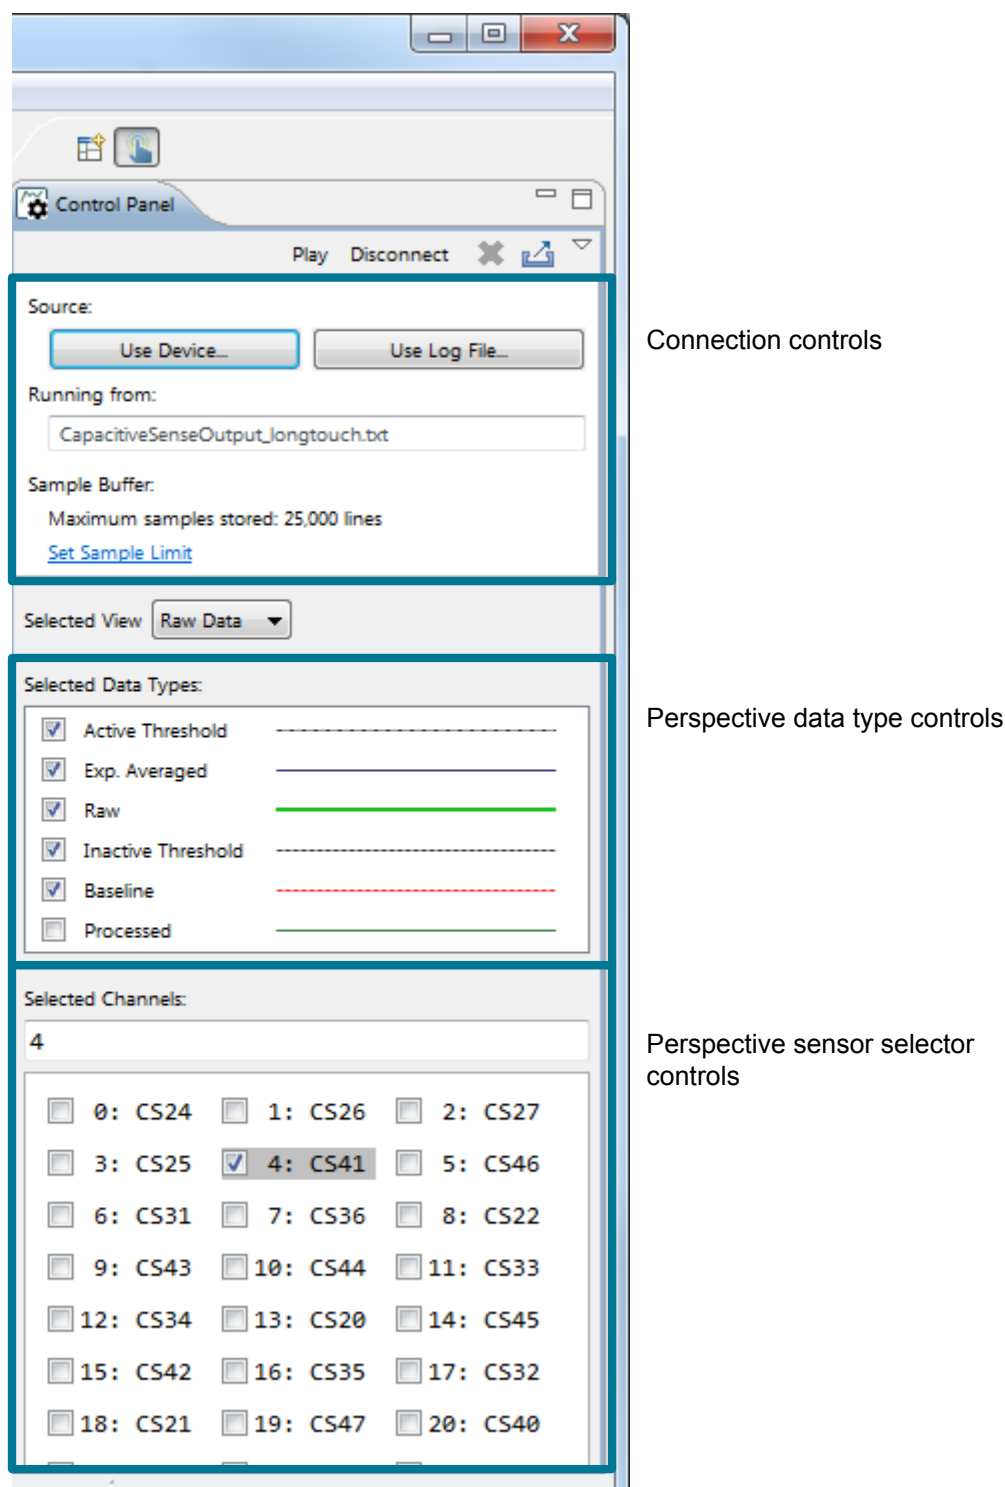 Control Panel
Play Disconnect
Source:
Use Device... Use Log File...
Connection controls
Running from:
CapacitiveSenseOutput_longtouch.txt
Sample Buffer:
Maximum samples stored: 25,000 lines
Set Sample Limit
Selected View Raw Data
Selected Data Types:
Perspective data type controls
Active Threshold
Exp. Averaged
Raw
Inactive Threshold
Baseline
Processed
Selected Channels:
4
Perspective sensor selector
controls
0: CS24 1: CS26 2: CS27
3: CS25 4: CS41 5: CS46
6: CS31 7: CS36 8: CS22
9: CS43 10: CS44 11: CS33
12: CS34 13: CS20 14: CS45
15: CS42 16: CS35 17: CS32
18: CS21 19: CS47 20: CS40